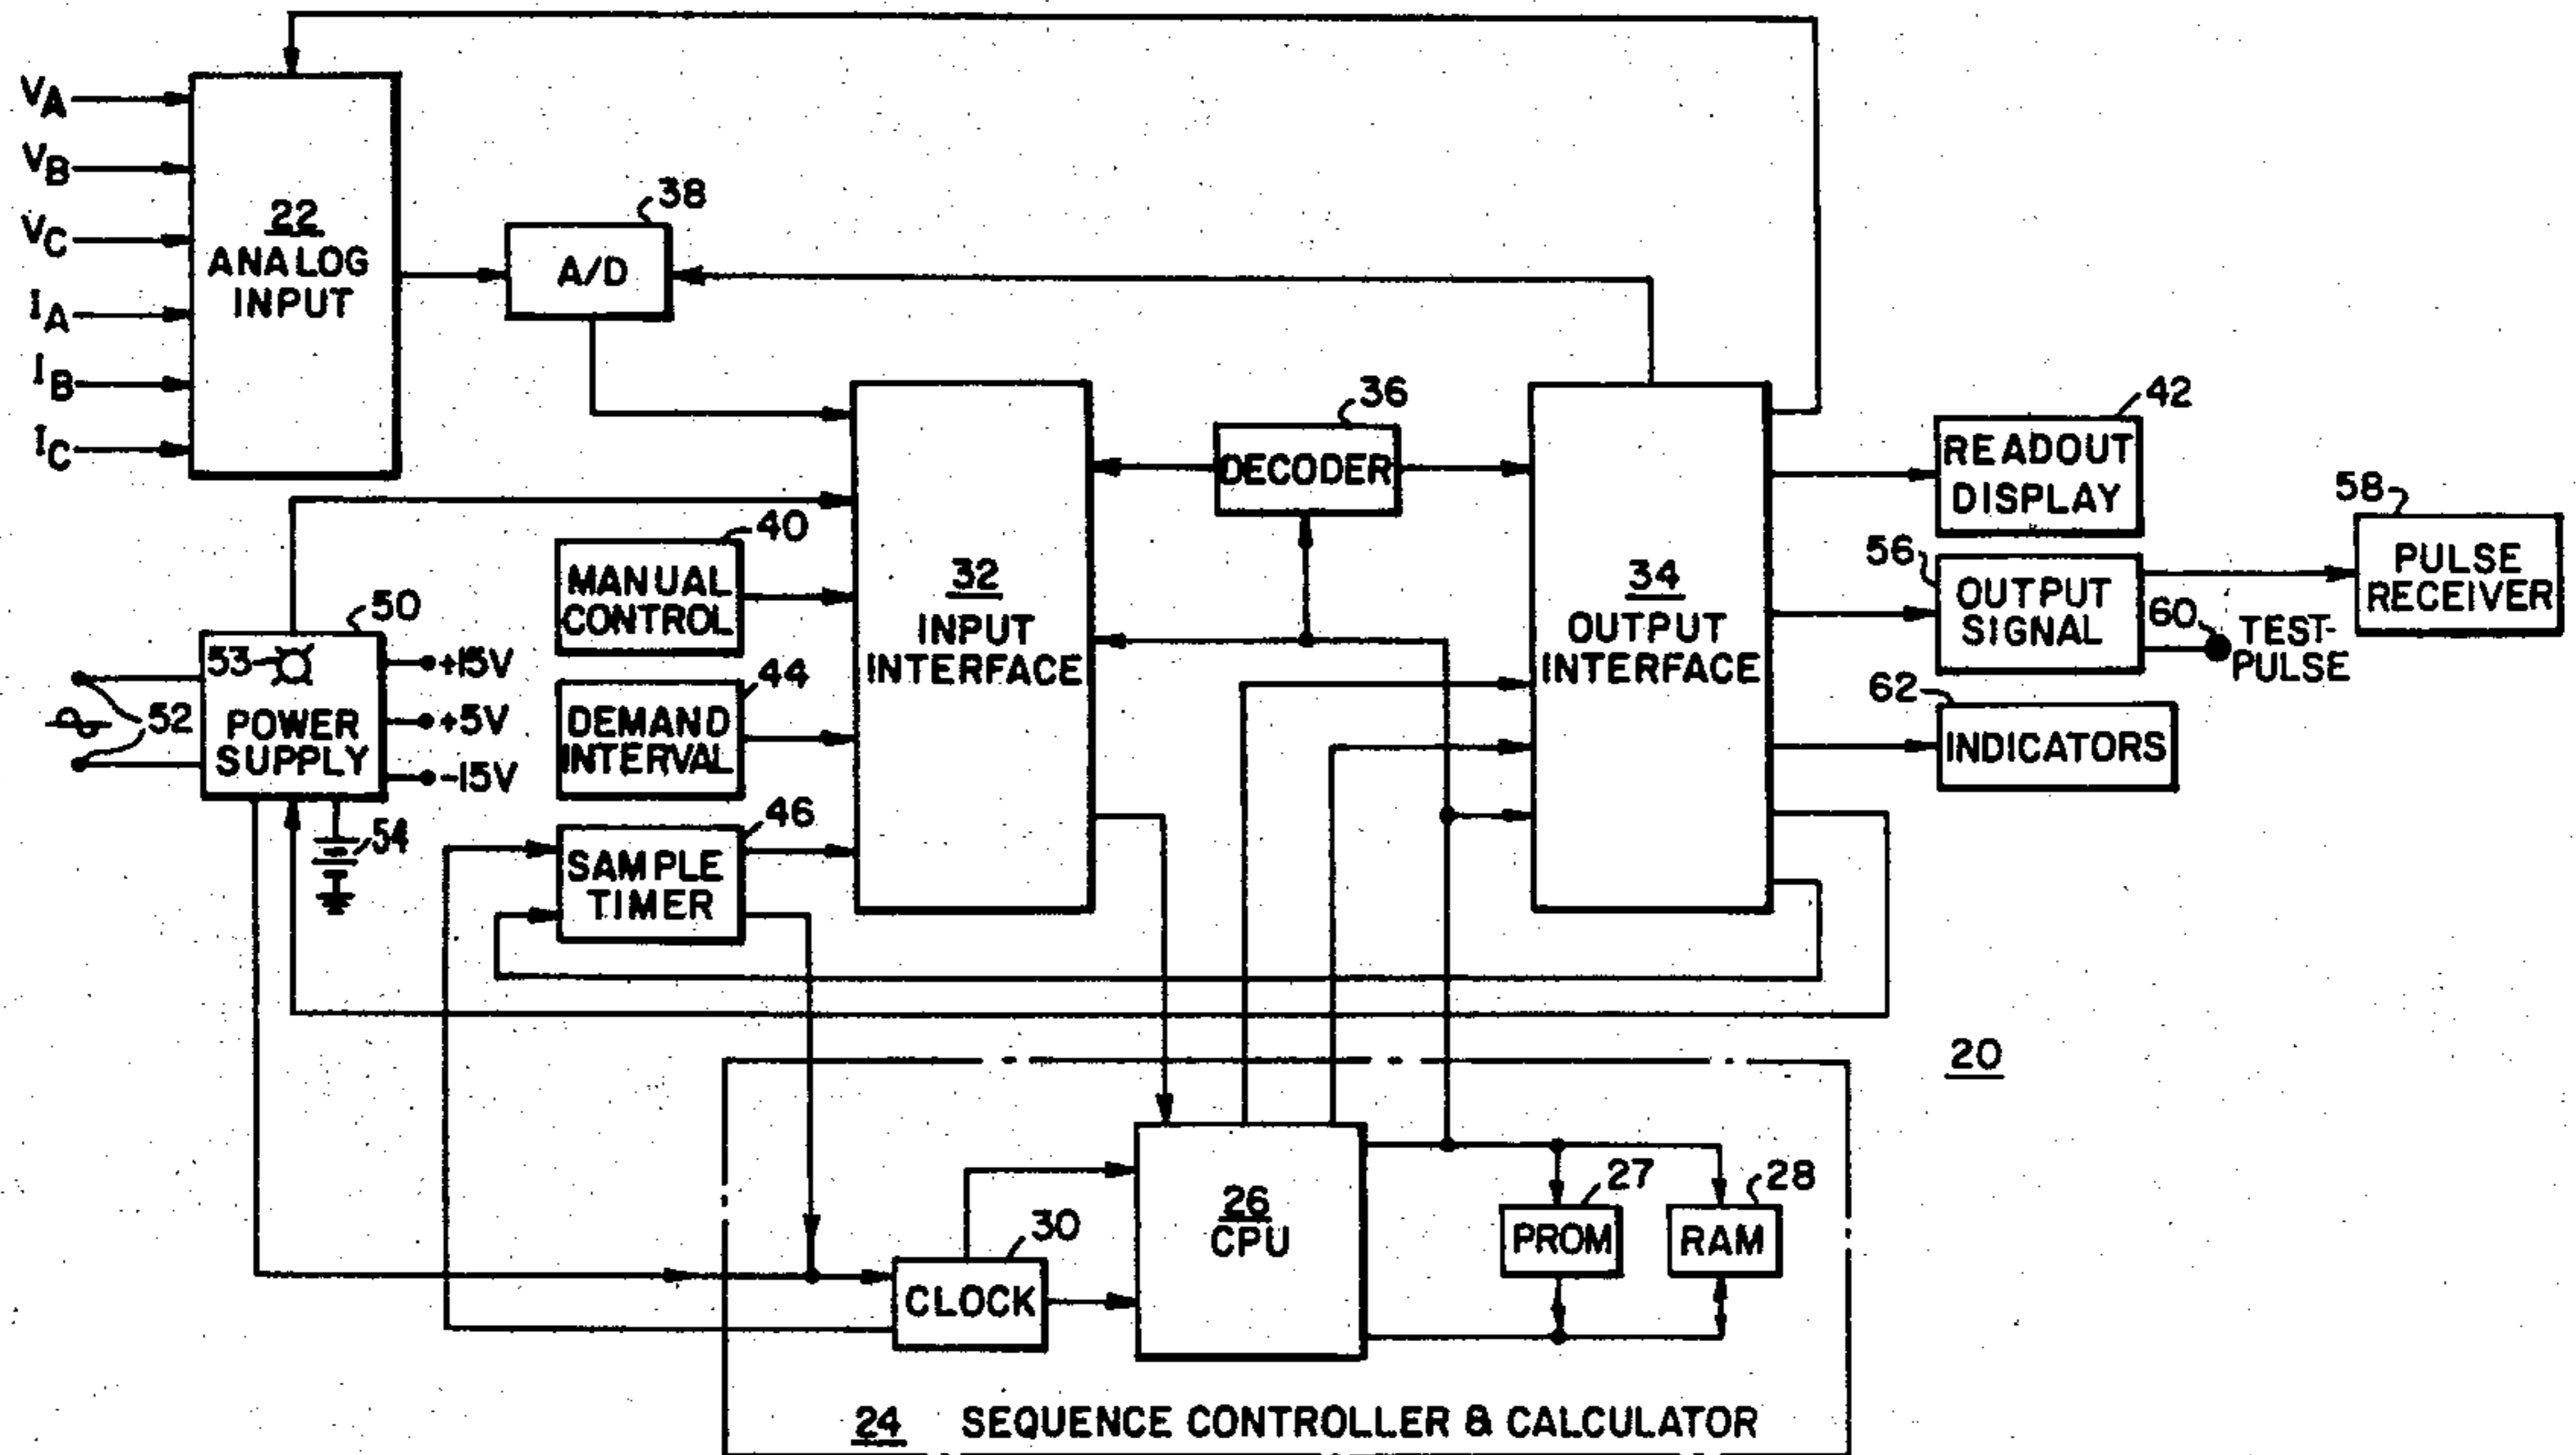 VA
VB
VC
IA
IB
IC
22
ANALOG
INPUT
38
A/D
36
DECODER
40
MANUAL
CONTROL
44
DEMAND
INTERVAL
46
SAMPLE
TIMER
32
INPUT
INTERFACE
34
OUTPUT
INTERFACE
42
READOUT
DISPLAY
56
OUTPUT
SIGNAL
58
PULSE
RECEIVER
60
TEST-
PULSE
62
INDICATORS
50
53
POWER
SUPPLY
52
+15V
+5V
-15V
54
20
26
CPU
27
PROM
28
RAM
30
CLOCK
24 SEQUENCE CONTROLLER & CALCULATOR